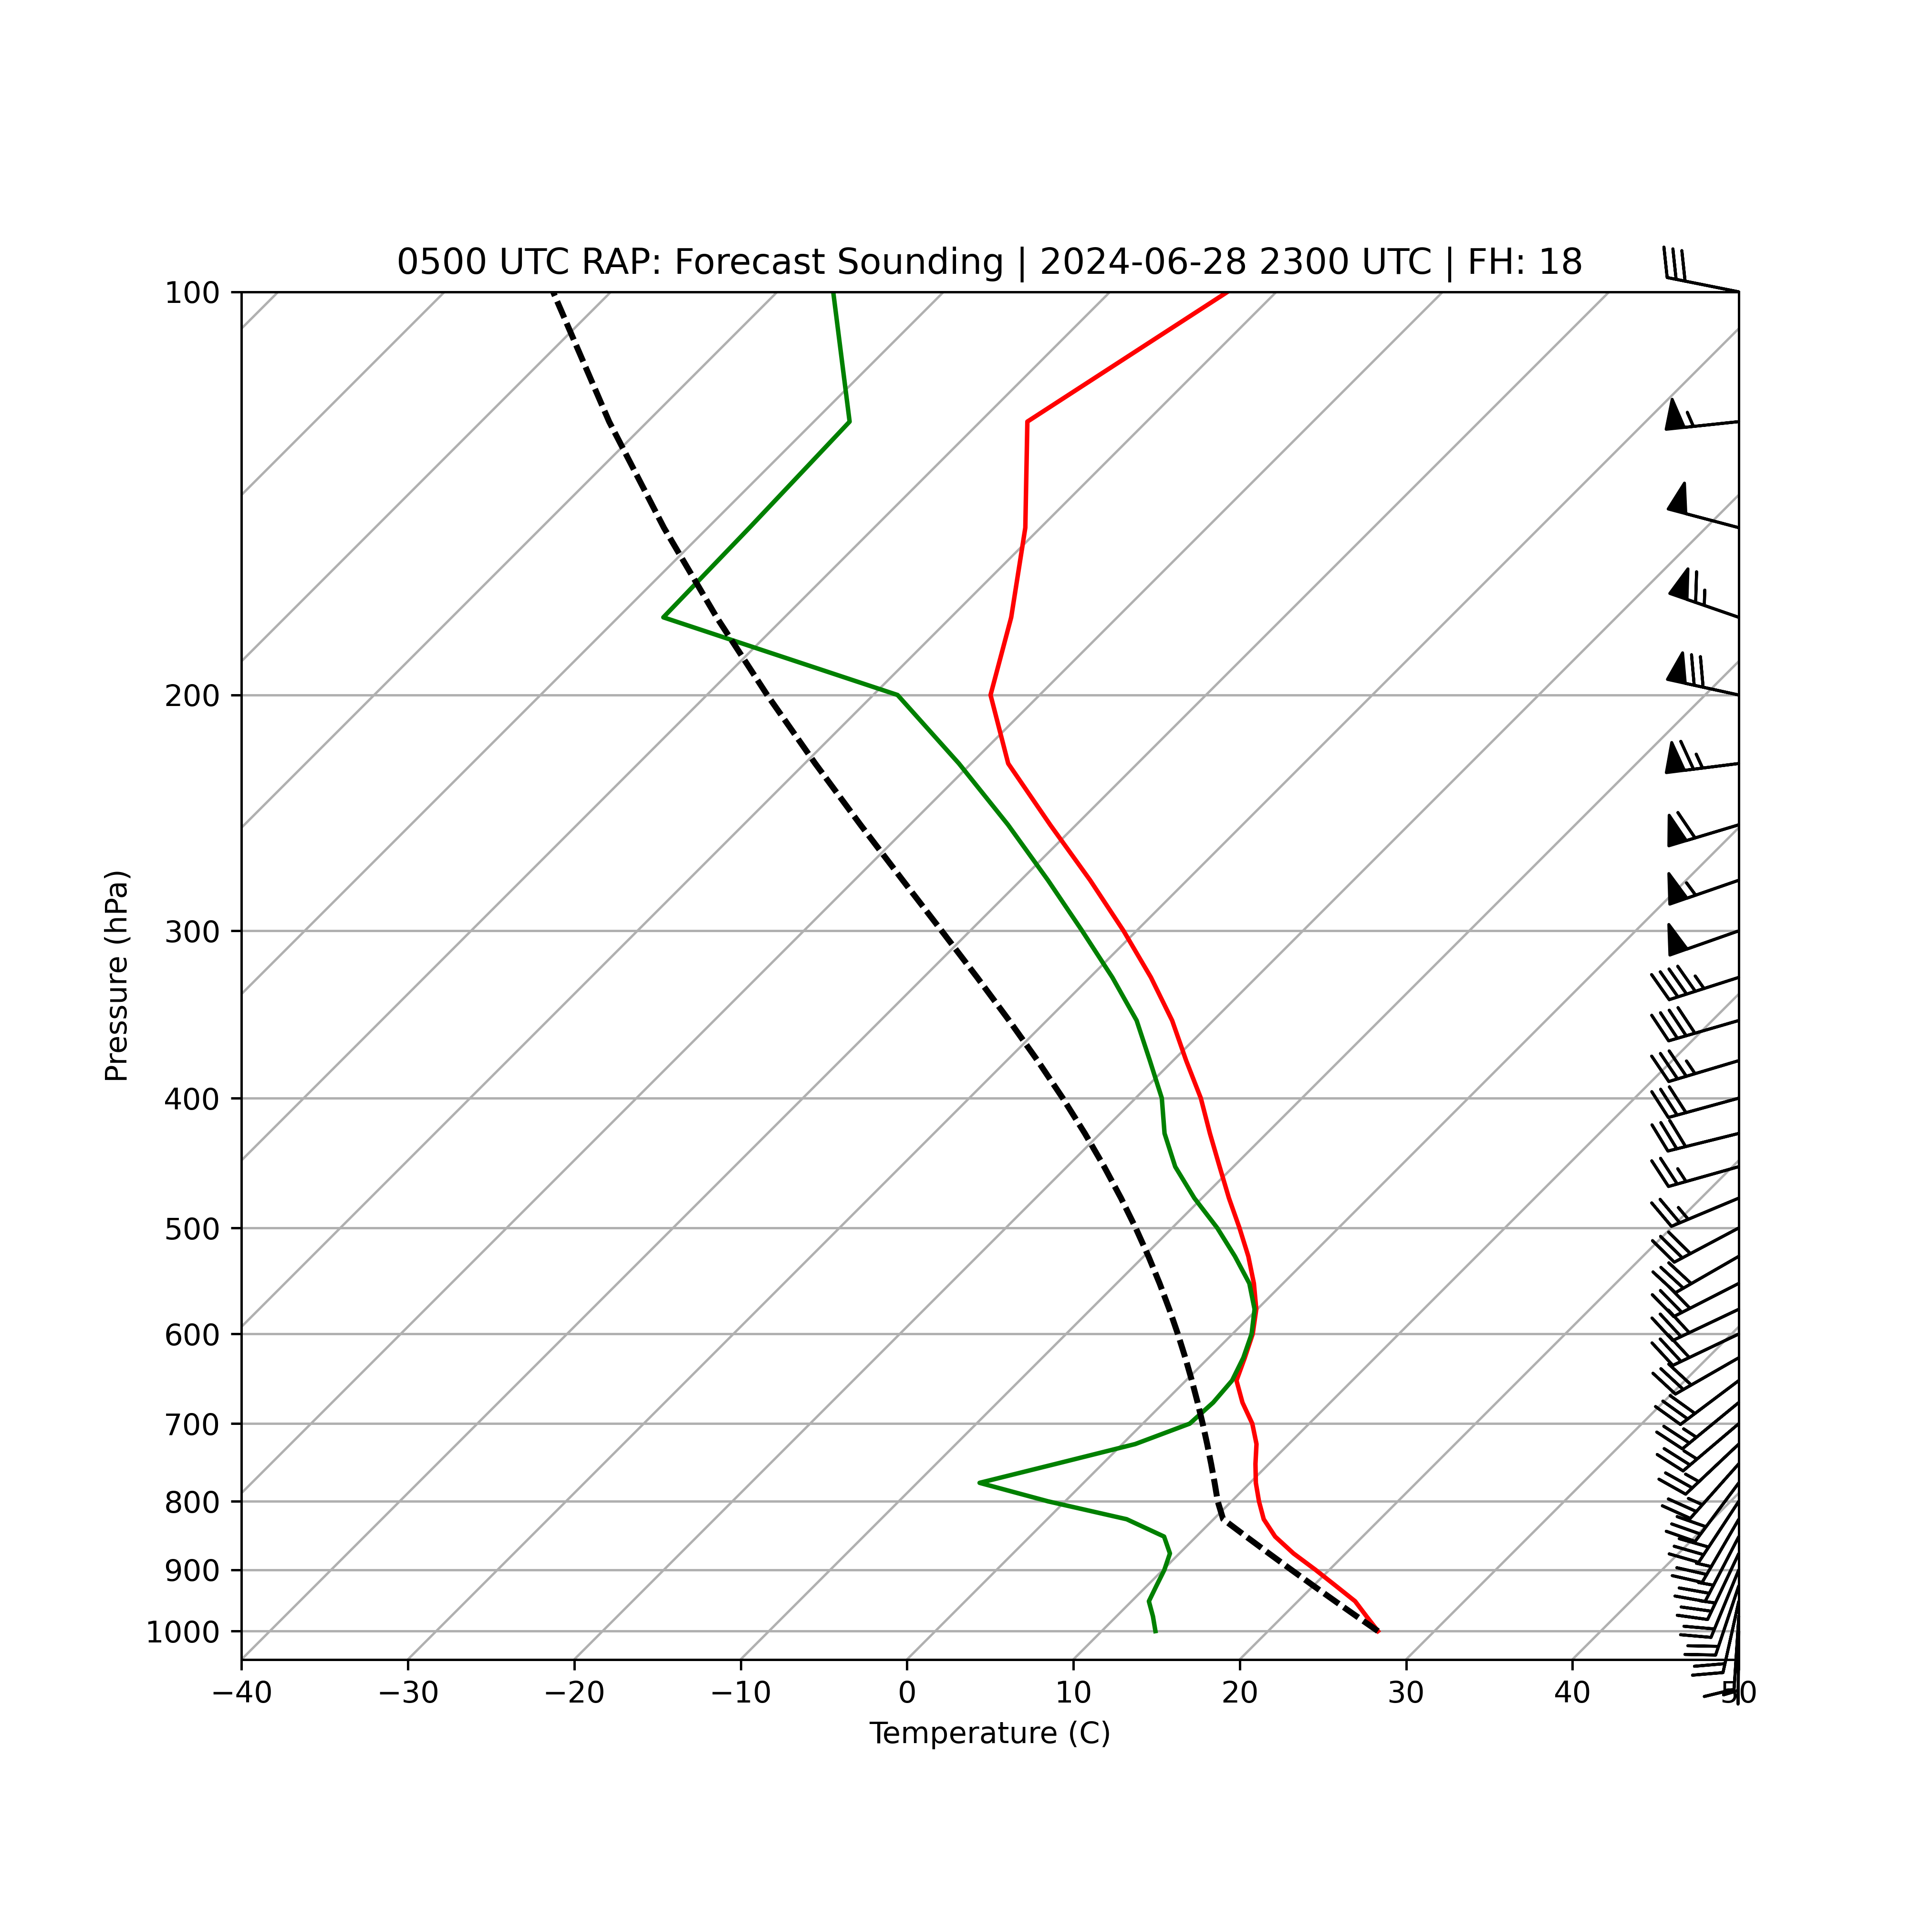 0500 UTC RAP: Forecast Sounding | 2024-06-28 2300 UTC | FH: 18
100
200
300
400
500
600
700
800
900
1000
Pressure (hPa)
−40 −30 −20 −10 0 10 20 30 40 50
Temperature (C)